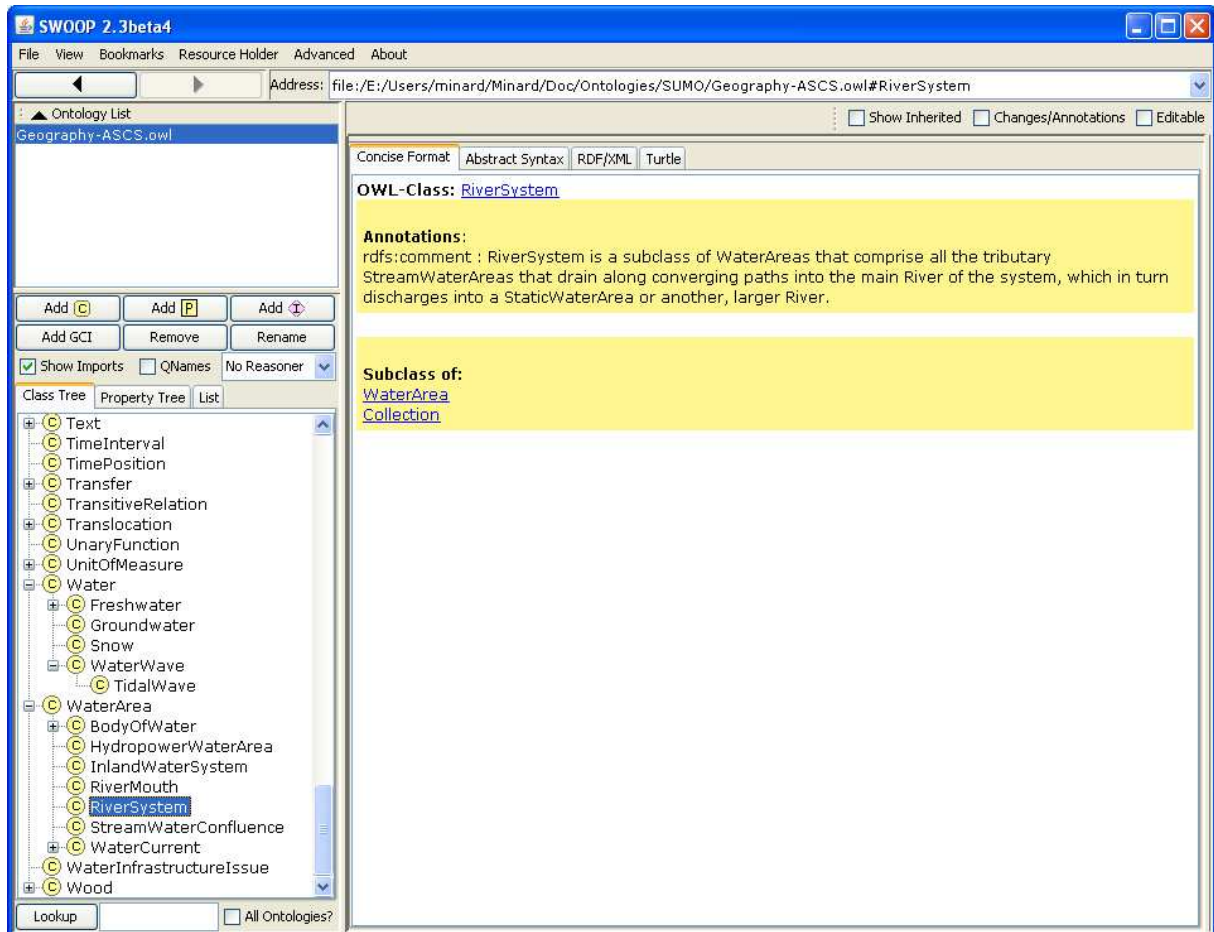 SWOOP 2.3beta4
File View Bookmarks Resource Holder Advanced About
Address: file:/E:/Users/minard/Minard/Doc/Ontologies/SUMO/Geography-ASCS.owl#RiverSystem
Ontology List
Geography-ASCS.owl
Show Inherited Changes/Annotations Editable
Concise Format Abstract Syntax RDF/XML Turtle
OWL-Class: RiverSystem
Annotations:
rdfs:comment : RiverSystem is a subclass of WaterAreas that comprise all the tributary
StreamWaterAreas that drain along converging paths into the main River of the system, which in turn
discharges into a StaticWaterArea or another, larger River.
Subclass of:
WaterArea
Collection
Add C Add P Add I
Add GCI Remove Rename
Show Imports QNames No Reasoner
Class Tree Property Tree List
C Text
C TimeInterval
C TimePosition
C Transfer
C TransitiveRelation
C Translocation
C UnaryFunction
C UnitOfMeasure
C Water
C Freshwater
C Groundwater
C Snow
C WaterWave
C TidalWave
C WaterArea
C BodyOfWater
C HydropowerWaterArea
C InlandWaterSystem
C RiverMouth
C RiverSystem
C StreamWaterConfluence
C WaterCurrent
C WaterInfrastructureIssue
C Wood
Lookup All Ontologies?